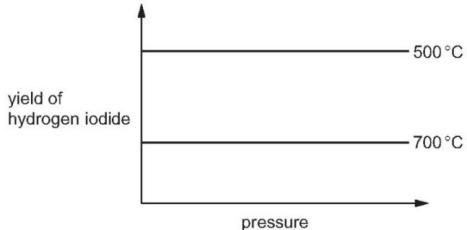 500°C
yield of
hydrogen iodide
700°C
pressure